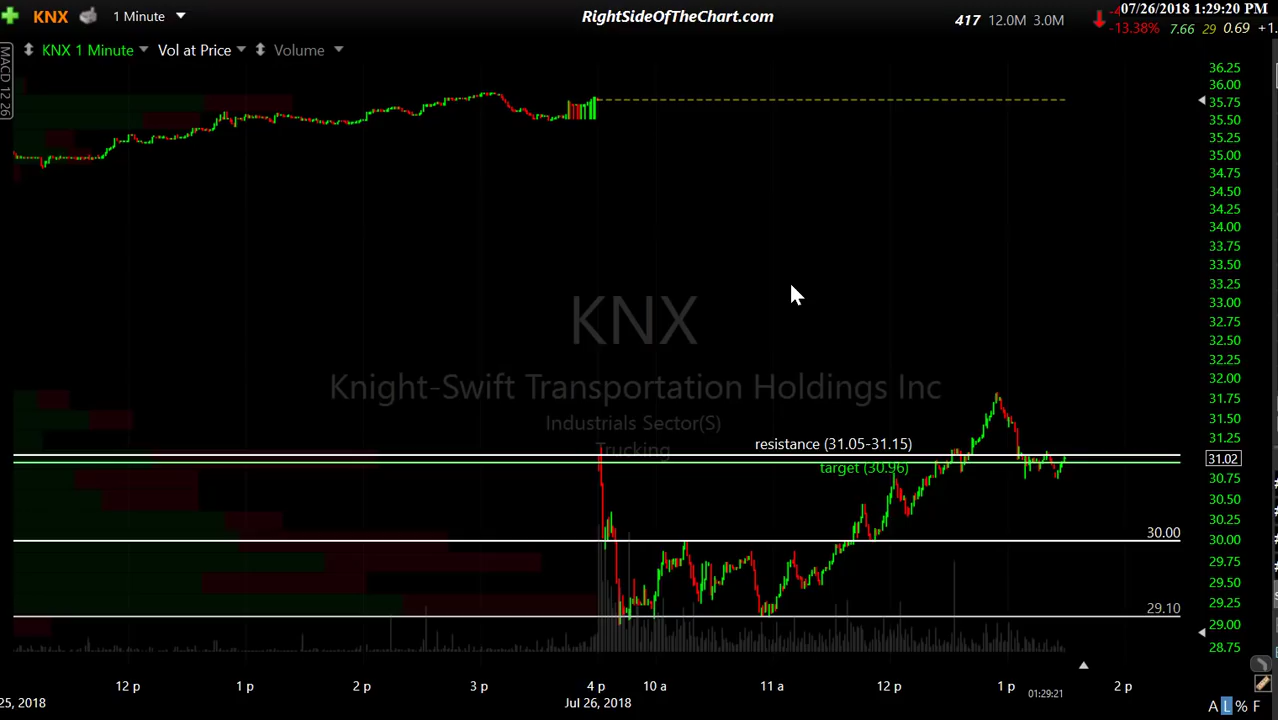 KNX 1 Minute RightSideOfTheChart.com 417 12.0M 3.0M 07/26/2018 1:29:20 PM
-13.38% 7.66 29 0.69 +1.
KNX 1 Minute Vol at Price Volume
MACD 12 26
36.25
36.00
35.75
35.50
35.25
35.00
34.75
34.50
34.25
34.00
33.75
33.50
33.25
33.00
32.75
32.50
32.25
32.00
31.75
31.50
31.25
31.02
30.75
30.50
30.25
30.00
29.75
29.50
29.25
29.00
28.75
KNX
Knight-Swift Transportation Holdings Inc
Industrials Sector(S)
Trucking
resistance (31.05-31.15)
target (30.96)
30.00
29.10
12 p 1 p 2 p 3 p 4 p 10 a 11 a 12 p 1 p 2 p
01:29:21
25, 2018 Jul 26, 2018
A L % F